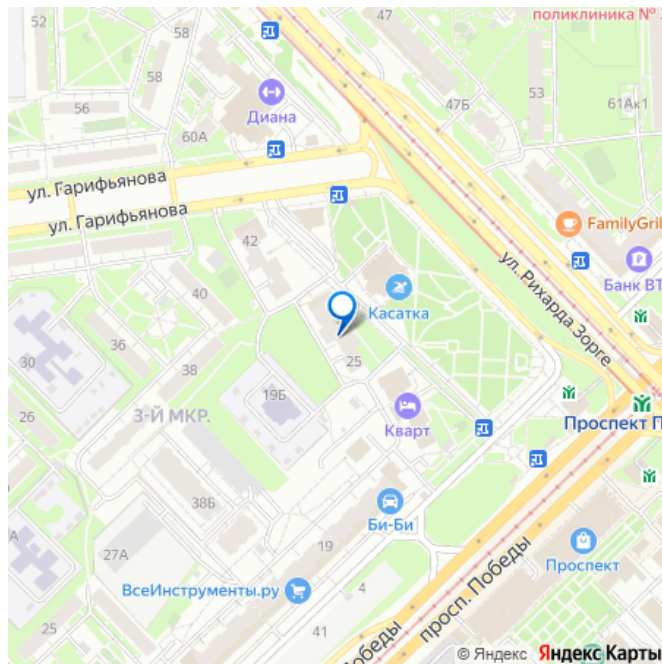 52
47
поликлиника №
58
58
53
47Б
61Ак1
56
Диана
60А
ул. Гарифьянова
ул. Гарифьянова
FamilyGril
42
ул. Рихарда Зорге
Банк ВТ
40
Касатка
36
30
38
25
19Б
26
3-Й МКР.
Кварт
Проспект П
38Б
Би-Би
А
27А
19
Проспект
ВсеИнструменты.ру
4
просп. Победы
25
41
Победы
© Яндекс Яндекс Карты